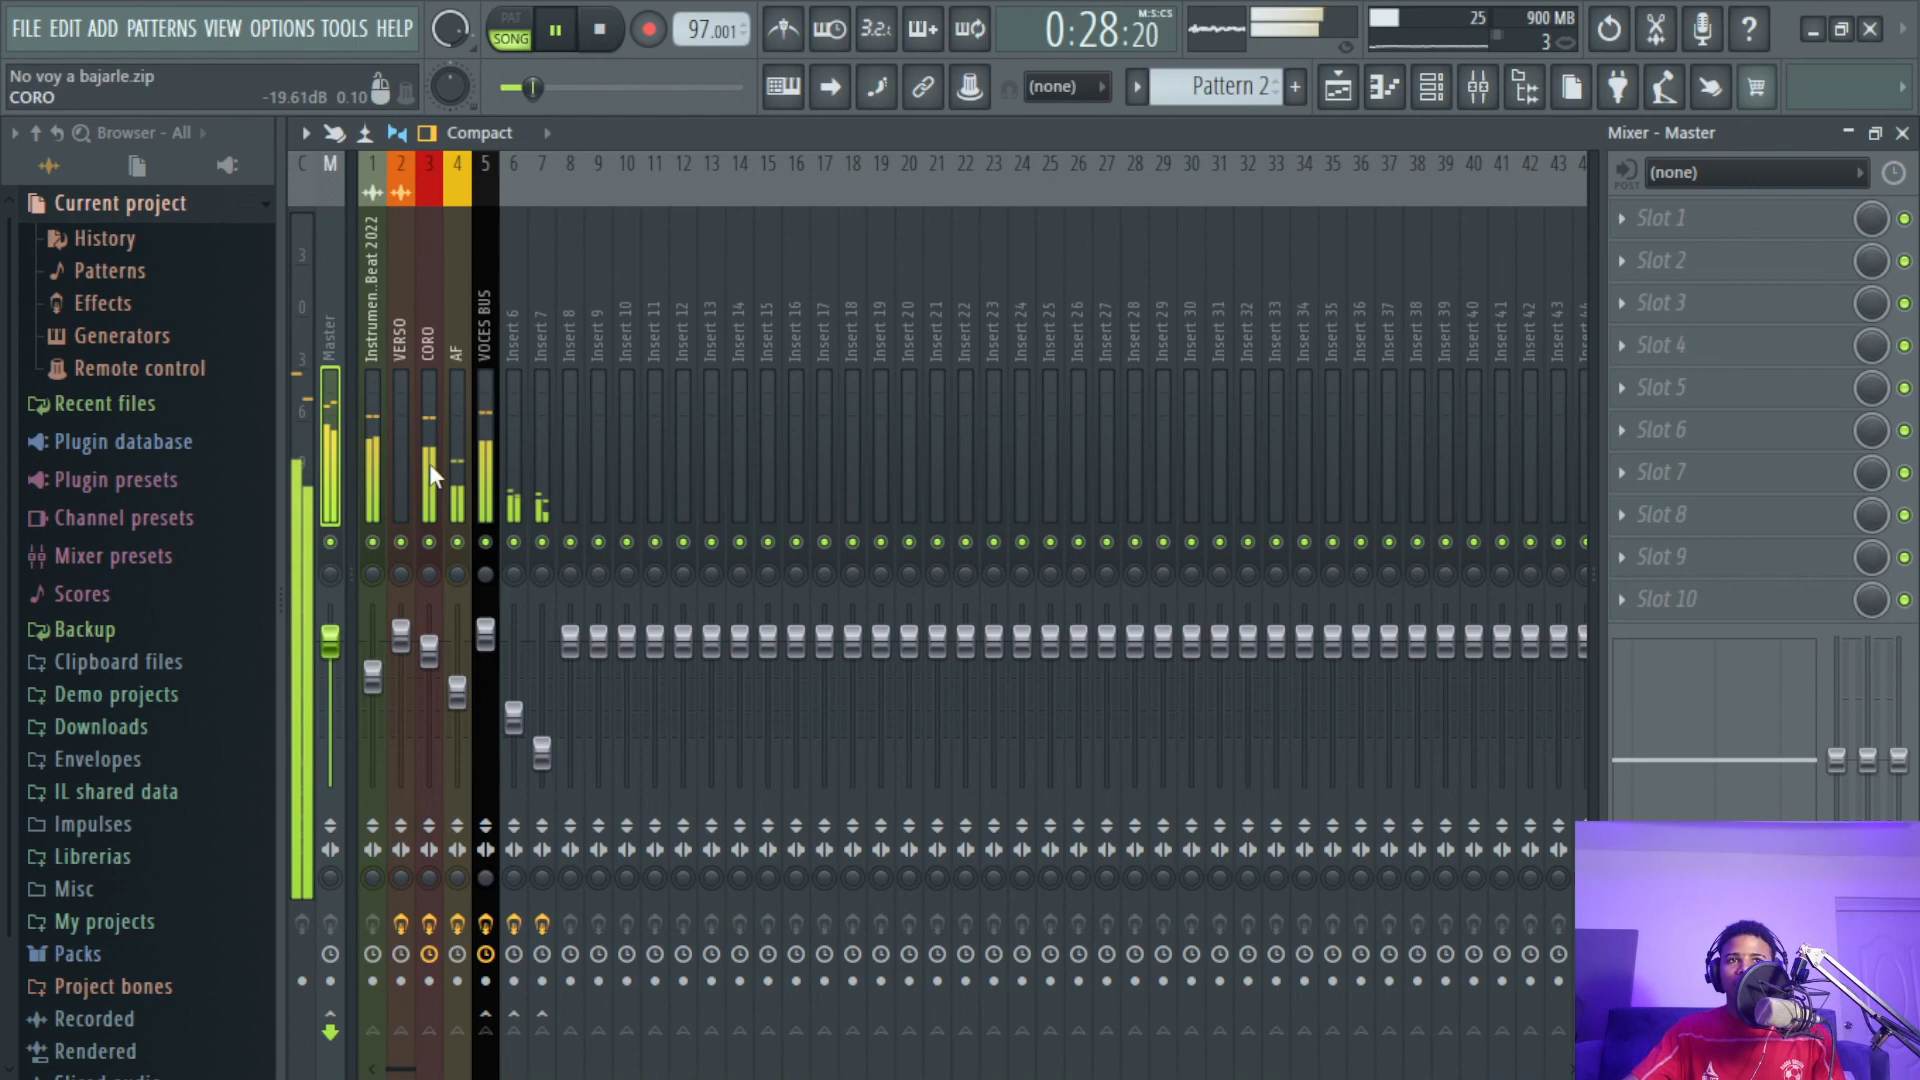 FILE EDIT ADD PATTERNS VIEW OPTIONS TOOLS HELP
PAT
SONG
97.001
3.2:
0:28:20
M:S:CS
25
900 MB
3
No voy a bajarle.zip
CORO
-19.61dB 0.10
(none)
Pattern 2
Browser - All
Compact
Mixer - Master
Current project
History
Patterns
Effects
Generators
Remote control
Recent files
Plugin database
Plugin presets
Channel presets
Mixer presets
Scores
Backup
Clipboard files
Demo projects
Downloads
Envelopes
IL shared data
Impulses
Librerias
Misc
My projects
Packs
Project bones
Recorded
Rendered
C M 1 2 3 4 5 6 7 8 9 10 11 12 13 14 15 16 17 18 19 20 21 22 23 24 25 26 27 28 29 30 31 32 33 34 35 36 37 38 39 40 41 42 43
3
0
3
6
9
Master
Instrumen..Beat 2022
VERSO
CORO
AF
VOCES BUS
Insert 6
Insert 7
Insert 8
Insert 9
Insert 10
Insert 11
Insert 12
Insert 13
Insert 14
Insert 15
Insert 16
Insert 17
Insert 18
Insert 19
Insert 20
Insert 21
Insert 22
Insert 23
Insert 24
Insert 25
Insert 26
Insert 27
Insert 28
Insert 29
Insert 30
Insert 31
Insert 32
Insert 33
Insert 34
Insert 35
Insert 36
Insert 37
Insert 38
Insert 39
Insert 40
Insert 41
Insert 42
Insert 43
POST
(none)
Slot 1
Slot 2
Slot 3
Slot 4
Slot 5
Slot 6
Slot 7
Slot 8
Slot 9
Slot 10